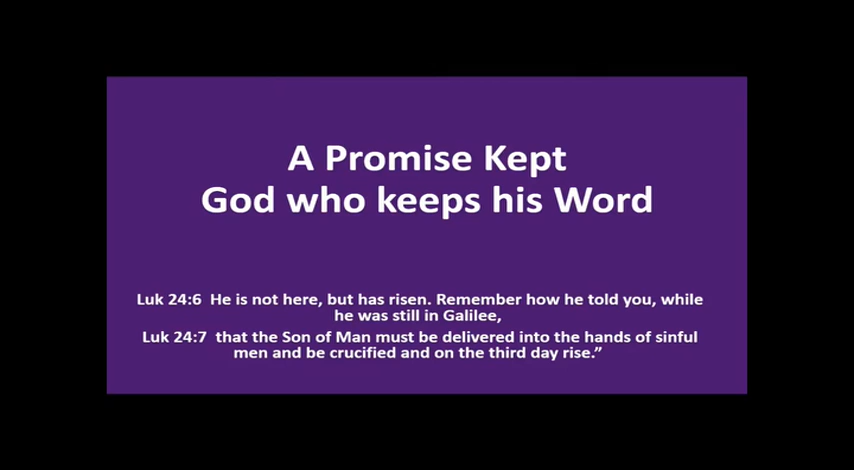 A Promise Kept
God who keeps his Word
Luk 24:6  He is not here, but has risen. Remember how he told you, while
he was still in Galilee,
Luk 24:7  that the Son of Man must be delivered into the hands of sinful
men and be crucified and on the third day rise.”